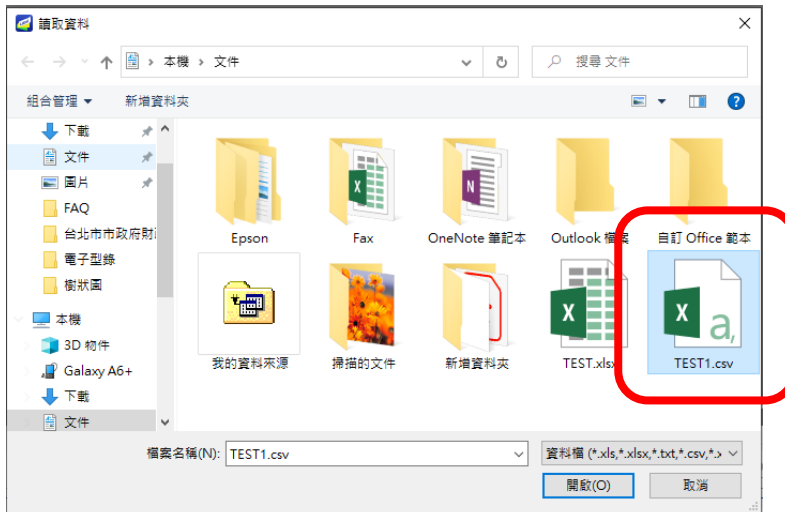 讀取資料
本機 › 文件
搜尋 文件
組合管理 新增資料夾
下載
文件
圖片
FAQ
台北市市政府財
電子型錄
樹狀圖
本機
3D 物件
Galaxy A6+
下載
文件
Epson
Fax
OneNote 筆記本
Outlook 檔案
自訂 Office 範本
我的資料來源
掃描的文件
新增資料夾
TEST.xlsx
TEST1.csv
檔案名稱(N): TEST1.csv
資料檔 (*.xls,*.xlsx,*.txt,*.csv,*.x
開啟(O) 取消